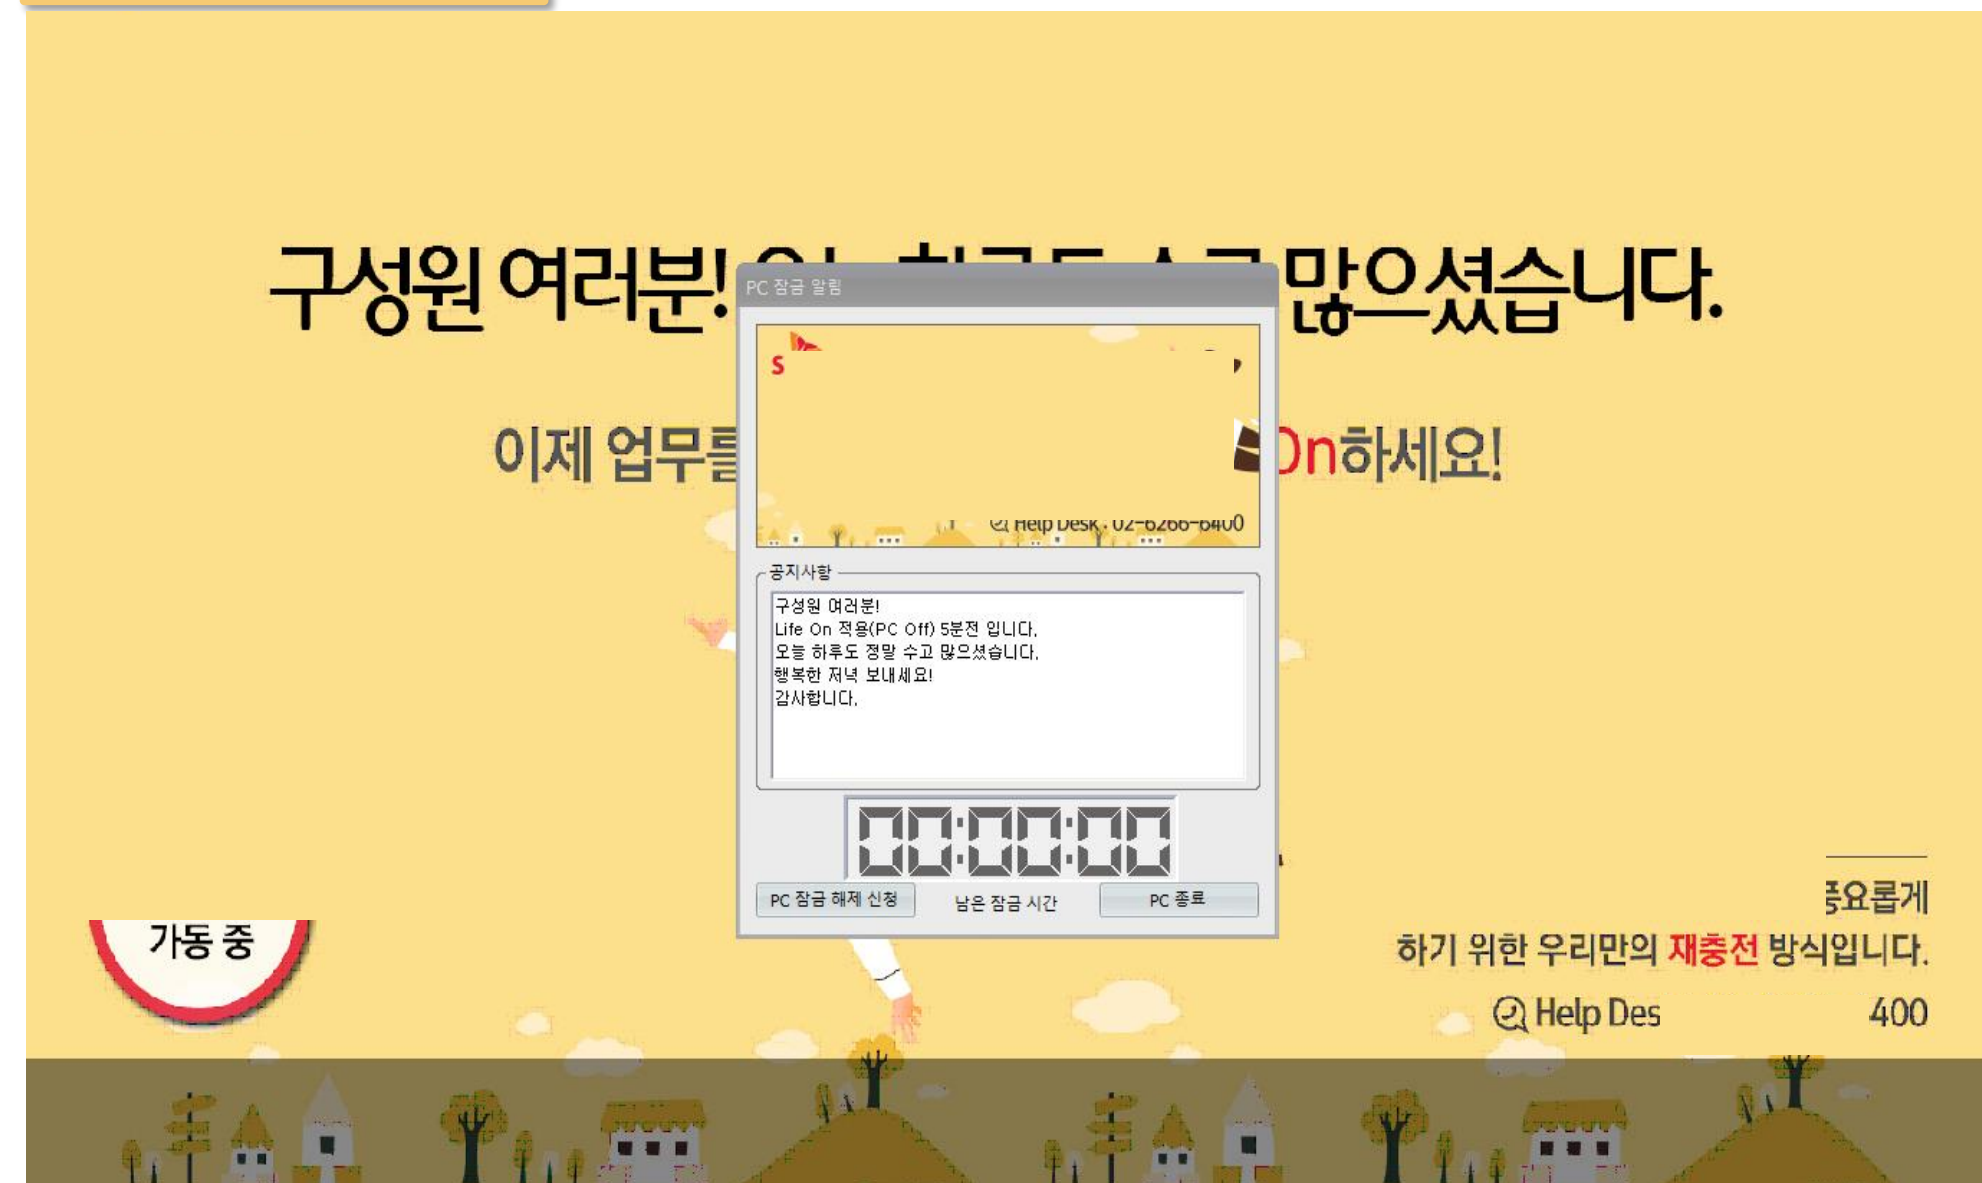 구성원 여러분!
많으셨습니다.
이제 업무를
On하세요!
PC 잠금 알림
S
Help Desk : 02-6266-6400
공지사항
구성원 여러분!
Life On 적용(PC Off) 5분전 입니다.
오늘 하루도 정말 수고 많으셨습니다.
행복한 저녁 보내세요!
감사합니다.
00:00:00
PC 잠금 해제 신청
남은 잠금 시간
PC 종료
가동 중
요롭게
하기 위한 우리만의 재충전 방식입니다.
Help Des
400